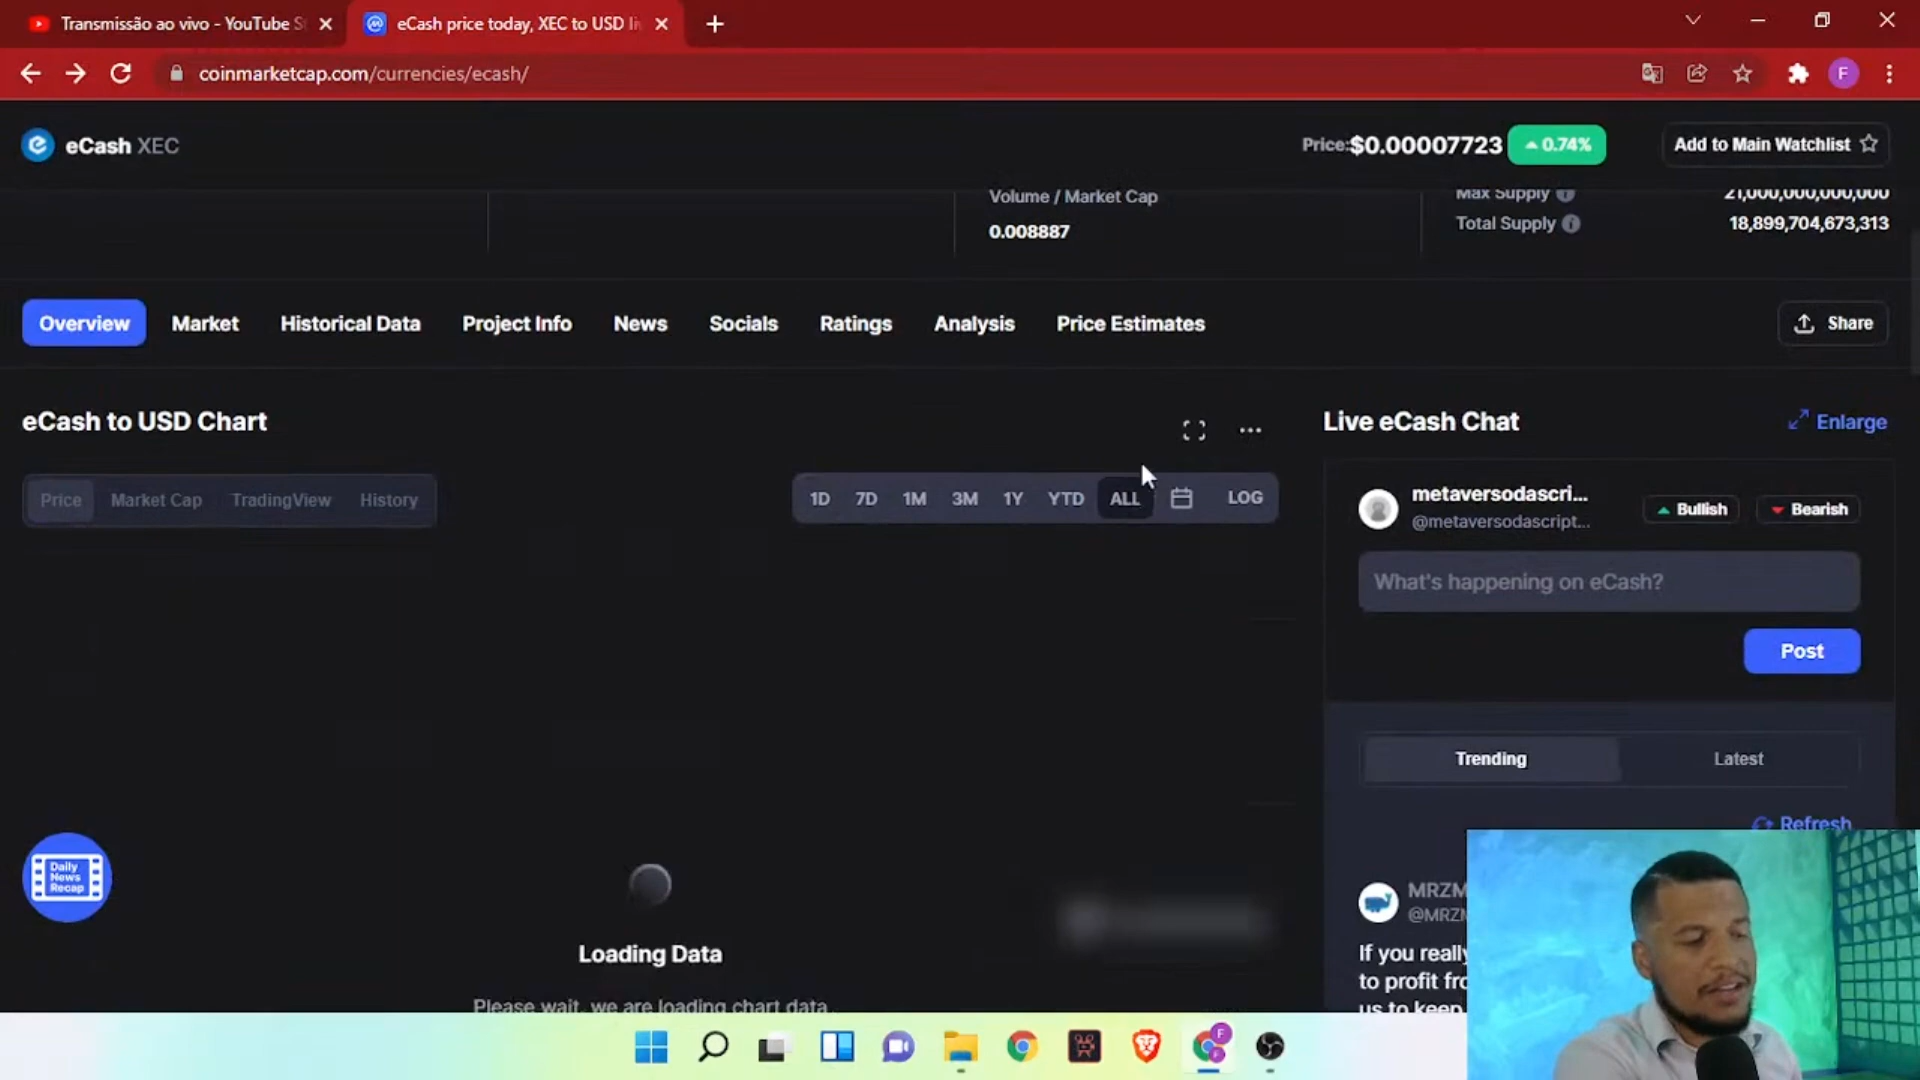 Transmissão ao vivo - YouTube S
eCash price today, XEC to USD li
coinmarketcap.com/currencies/ecash/
F
eCash XEC
Price:$0.00007723
0.74%
Add to Main Watchlist
Volume / Market Cap
0.008887
Max Supply
21,000,000,000,000
Total Supply
18,899,704,673,313
Overview
Market
Historical Data
Project Info
News
Socials
Ratings
Analysis
Price Estimates
Share
eCash to USD Chart
Price
Market Cap
TradingView
History
1D
7D
1M
3M
1Y
YTD
ALL
LOG
Loading Data
Please wait, we are loading chart data
Live eCash Chat
Enlarge
metaversodascri...
@metaversodascript...
Bullish
Bearish
What's happening on eCash?
Post
Trending
Latest
Refresh
MRZM
@MRZM
If you really
to profit fro
us to keep
Daily
News
Recap
F
F